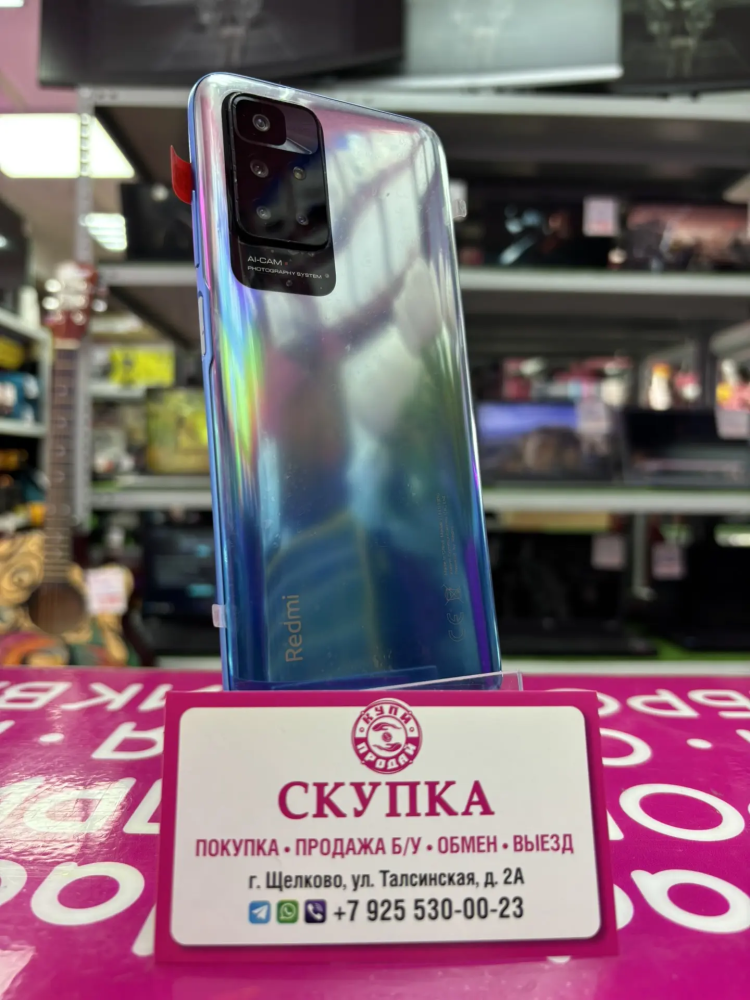 AI-CAM
PHOTOGRAPHY SYSTEM
Redmi
КУПИ
ПРОДАЙ
СКУПКА
ПОКУПКА • ПРОДАЖА Б/У • ОБМЕН • ВЫЕЗД
г. Щелково, ул. Талсинская, д. 2А
+7 925 530-00-23